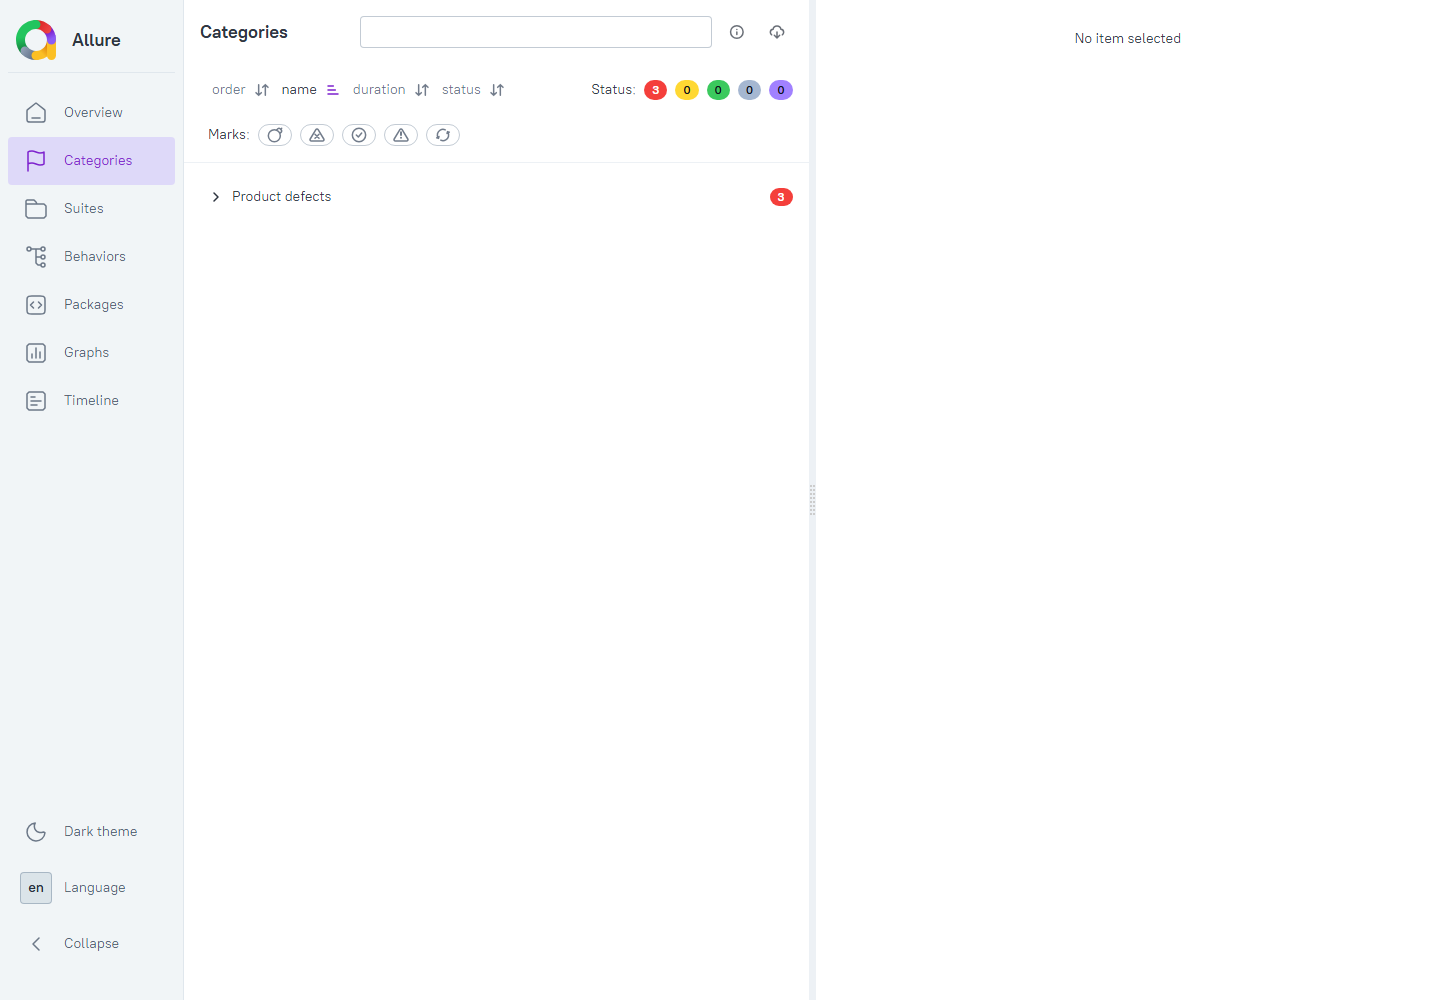 Allure
Overview
Categories
Suites
Behaviors
Packages
Graphs
Timeline
Dark theme
en Language
Collapse
Categories
order name duration status Status: 3 0 0 0 0
Marks:
Product defects 3
No item selected